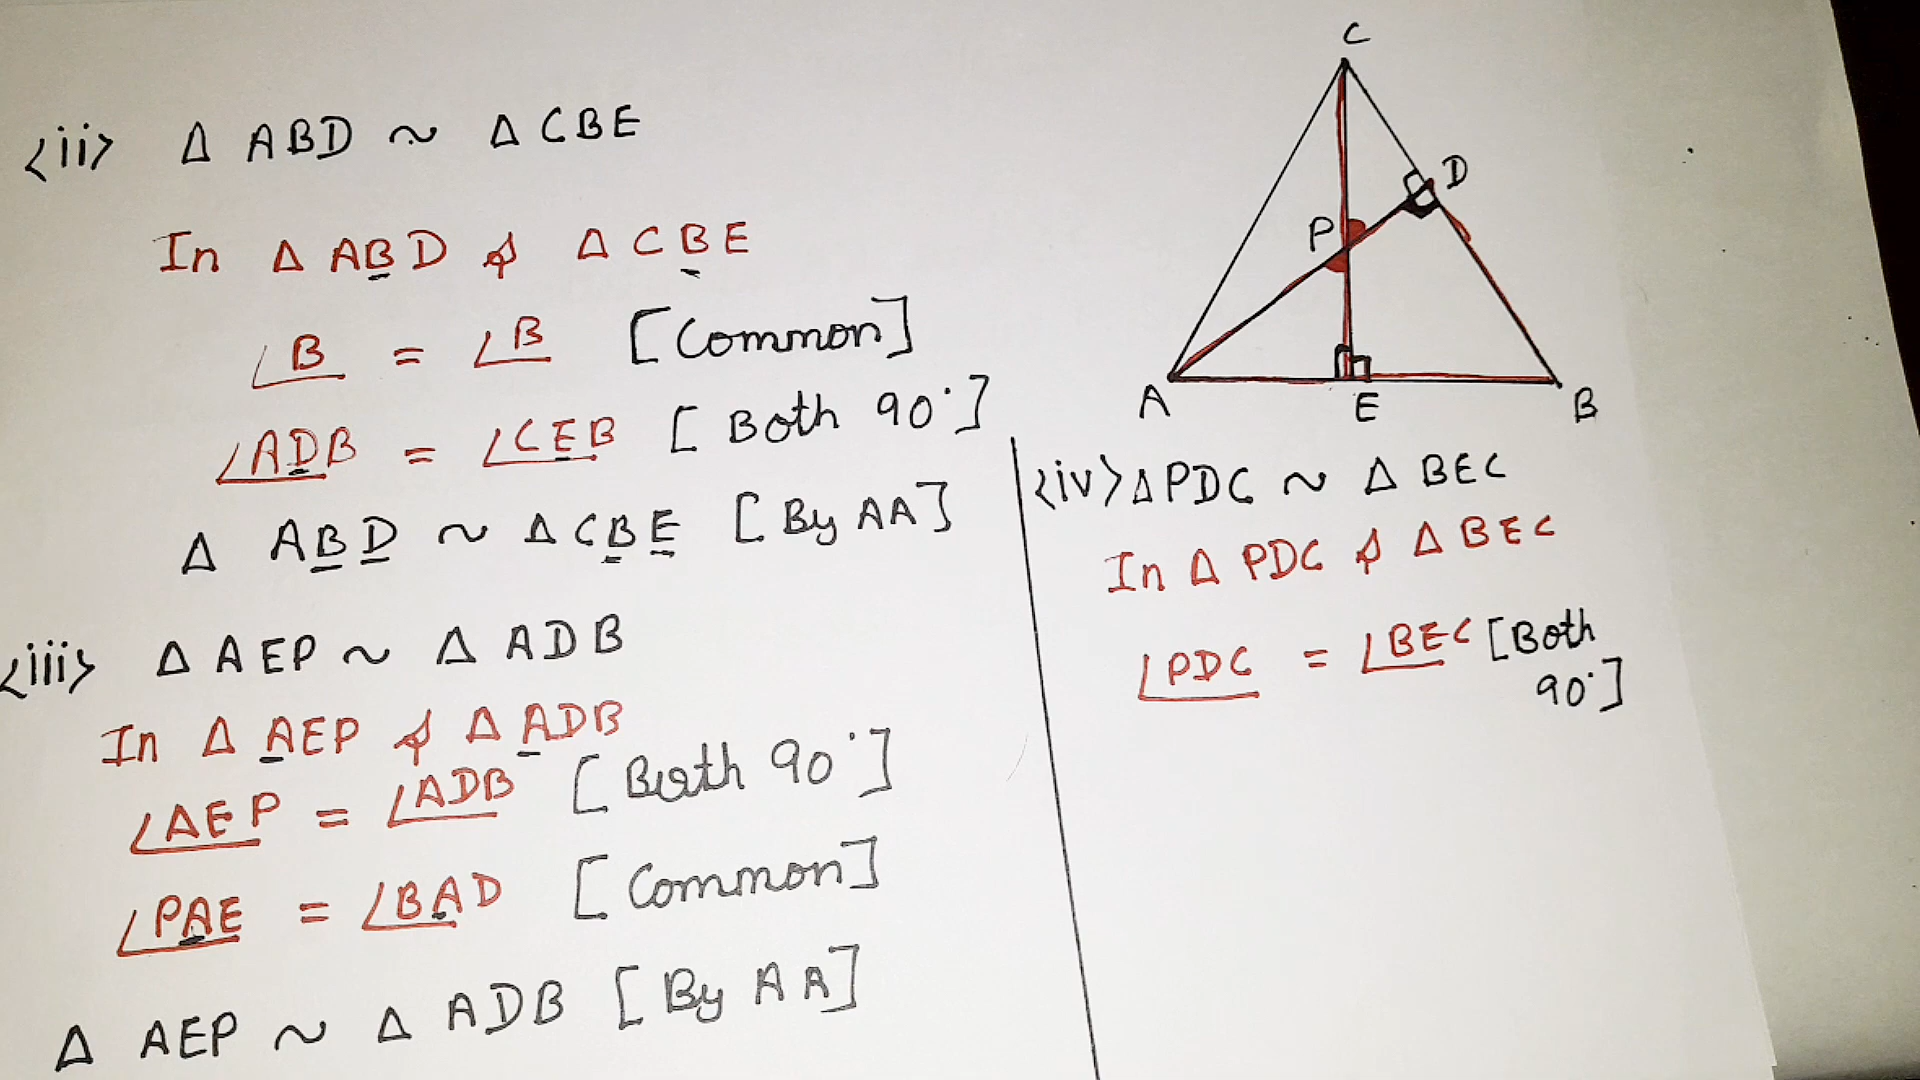 <ii> Δ ABD ~ Δ CBE
In Δ ABD & Δ CBE
∠B = ∠B [Common]
∠ADB = ∠CEB [Both 90°]
Δ ABD ~ Δ CBE [By AA]
<iii> Δ AEP ~ Δ ADB
In Δ AEP & Δ ADB
∠AEP = ∠ADB [Both 90°]
∠PAE = ∠BAD [Common]
Δ AEP ~ Δ ADB [By AA]
C
D
P
A
E
B
<iv> Δ PDC ~ Δ BEC
In Δ PDC & Δ BEC
∠PDC = ∠BEC [Both
90°]